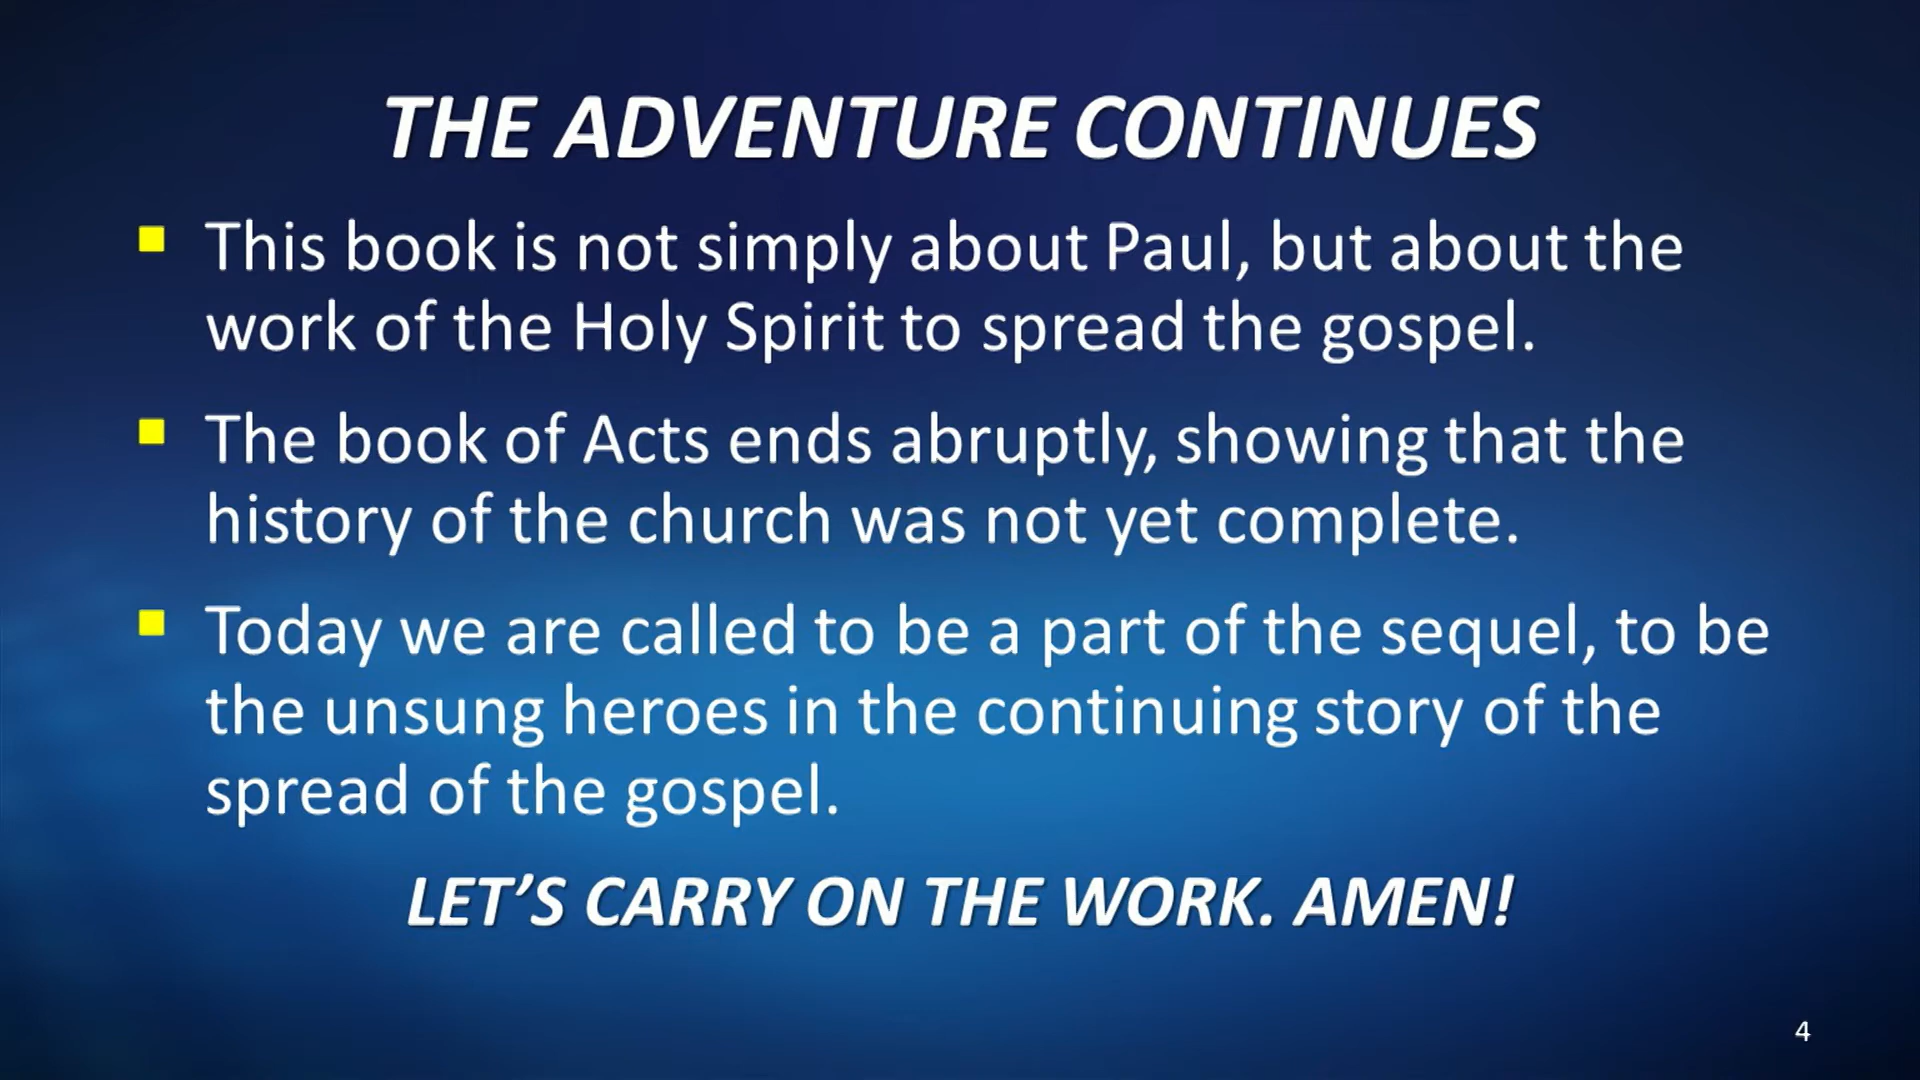 THE ADVENTURE CONTINUES
This book is not simply about Paul, but about the
work of the Holy Spirit to spread the gospel.
The book of Acts ends abruptly, showing that the
history of the church was not yet complete.
Today we are called to be a part of the sequel, to be
the unsung heroes in the continuing story of the
spread of the gospel.
LET’S CARRY ON THE WORK. AMEN!
4